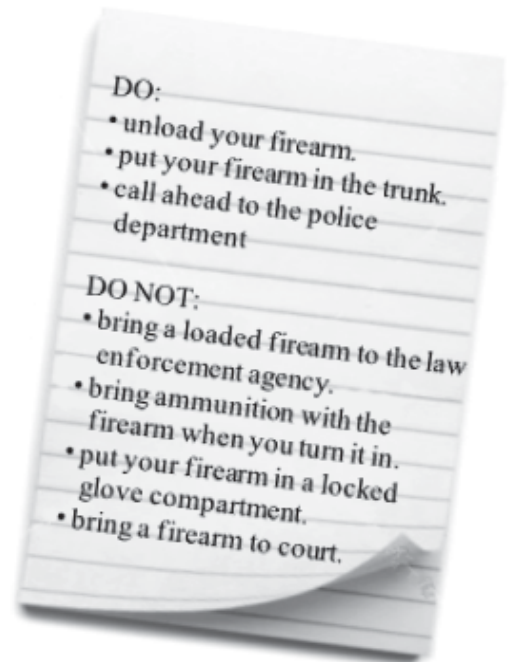 DO:
• unload your firearm.
• put your firearm in the trunk.
• call ahead to the police
department
DO NOT:
• bring a loaded firearm to the law
enforcement agency.
• bring ammunition with the
firearm when you turn it in.
• put your firearm in a locked
glove compartment.
• bring a firearm to court.